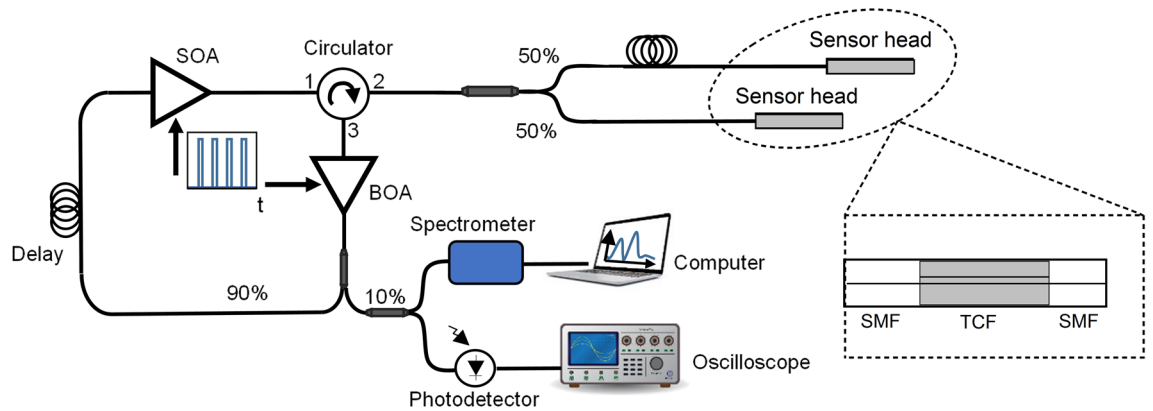 SOA
Circulator
1
2
3
50%
50%
Sensor head
Sensor head
t
BOA
Delay
90%
10%
Spectrometer
Computer
Photodetector
Oscilloscope
SMF
TCF
SMF